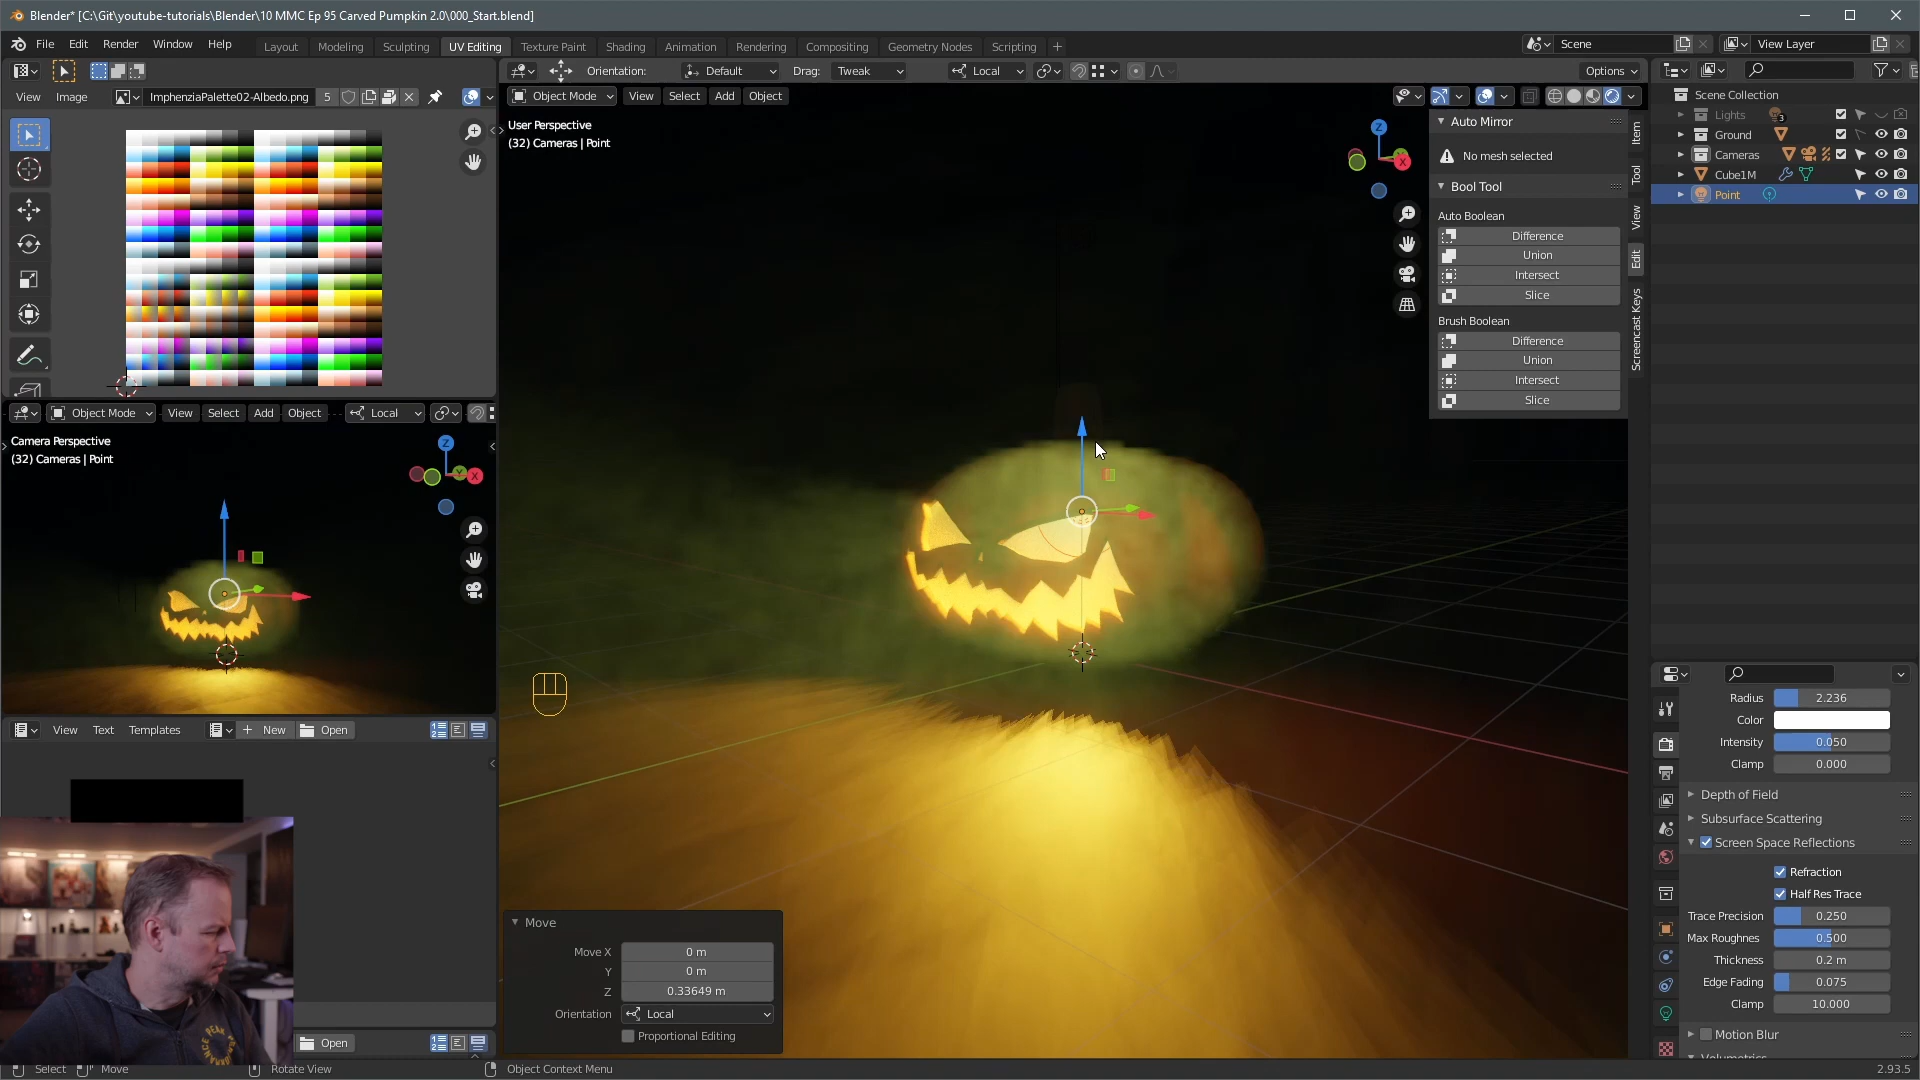 Blender* [C:\Git\youtube-tutorials\Blender\10 MMC Ep 95 Carved Pumpkin 2.0\000_Start.blend]
File Edit Render Window Help
Layout Modeling Sculpting UV Editing Texture Paint Shading Animation Rendering Compositing Geometry Nodes Scripting
Scene
View Layer
Orientation: Default Drag: Tweak Local Options
View Image ImphenziaPalette02-Albedo.png 5
Object Mode View Select Add Object
User Perspective
(32) Cameras | Point
Z
X
Auto Mirror
No mesh selected
Bool Tool
Auto Boolean
Difference
Union
Intersect
Slice
Brush Boolean
Difference
Union
Intersect
Slice
Item
Tool
View
Edit
Screencast Keys
Scene Collection
Lights 3
Ground
Cameras
Cube1M
Point
Object Mode View Select Add Object Local
Camera Perspective
(32) Cameras | Point
Z
Y
X
View Text Templates New Open
Open
Move
Move X 0 m
Y 0 m
Z 0.33649 m
Orientation Local
Proportional Editing
Radius 2.236
Color
Intensity 0.050
Clamp 0.000
Depth of Field
Subsurface Scattering
Screen Space Reflections
Refraction
Half Res Trace
Trace Precision 0.250
Max Roughnes 0.500
Thickness 0.2 m
Edge Fading 0.075
Clamp 10.000
Motion Blur
Volumetrics
Select Move Rotate View Object Context Menu 2.93.5